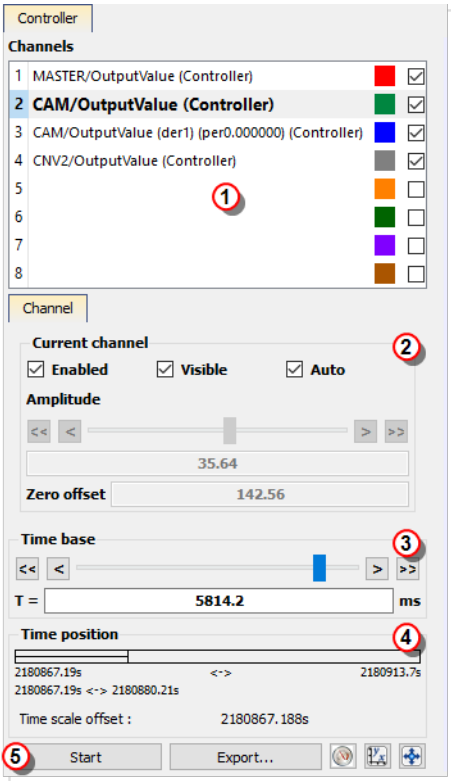 Controller
Channels
1 MASTER/OutputValue (Controller)
2 CAM/OutputValue (Controller)
3 CAM/OutputValue (der1) (per0.000000) (Controller)
4 CNV2/OutputValue (Controller)
5
1
6
7
8
Channel
Current channel 2
Enabled Visible Auto
Amplitude
<< < > >>
35.64
Zero offset 142.56
Time base 3
<< < > >>
T = 5814.2 ms
Time position 4
2180867.19s <-> 2180913.7s
2180867.19s <-> 2180880.21s
Time scale offset : 2180867.188s
5 Start Export...